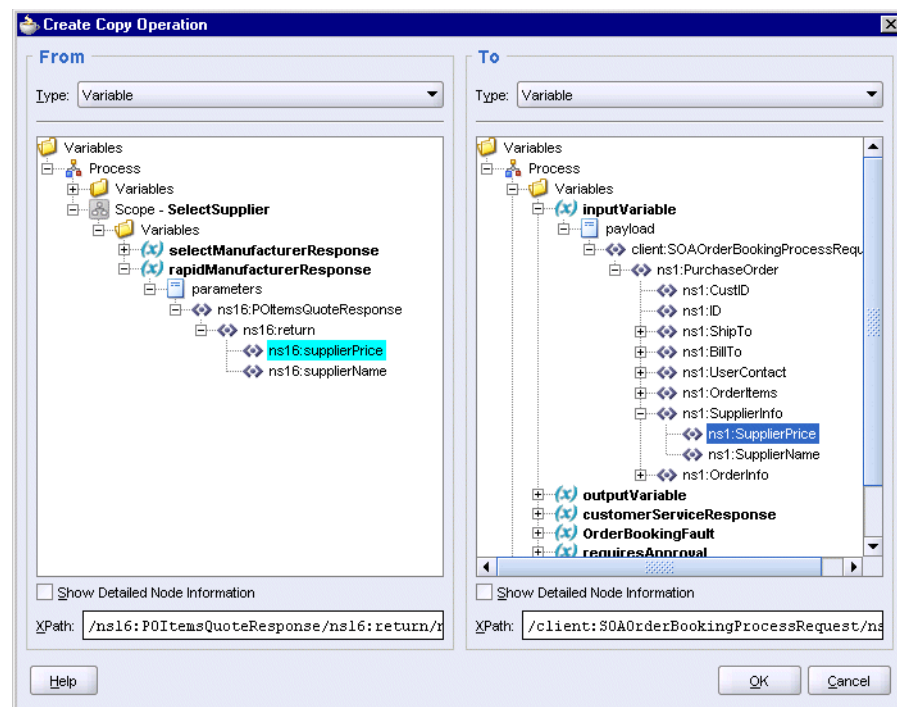 Create Copy Operation
From
Type: Variable
Variables
Process
Variables
Scope - SelectSupplier
Variables
selectManufacturerResponse
rapidManufacturerResponse
parameters
ns16:POItemsQuoteResponse
ns16:return
ns16:supplierPrice
ns16:supplierName
Show Detailed Node Information
XPath: /ns16:POItemsQuoteResponse/ns16:return/
To
Type: Variable
Variables
Process
Variables
(x) inputVariable
payload
client:SOAOrderBookingProcessRequ
ns1:PurchaseOrder
ns1:CustID
ns1:ID
ns1:ShipTo
ns1:BillTo
ns1:UserContact
ns1:OrderItems
ns1:SupplierInfo
ns1:SupplierPrice
ns1:SupplierName
ns1:OrderInfo
(x) outputVariable
(x) customerServiceResponse
(x) OrderBookingFault
(x) requiresApproval
Show Detailed Node Information
XPath: /client:SOAOrderBookingProcessRequest/ns
Help
OK
Cancel